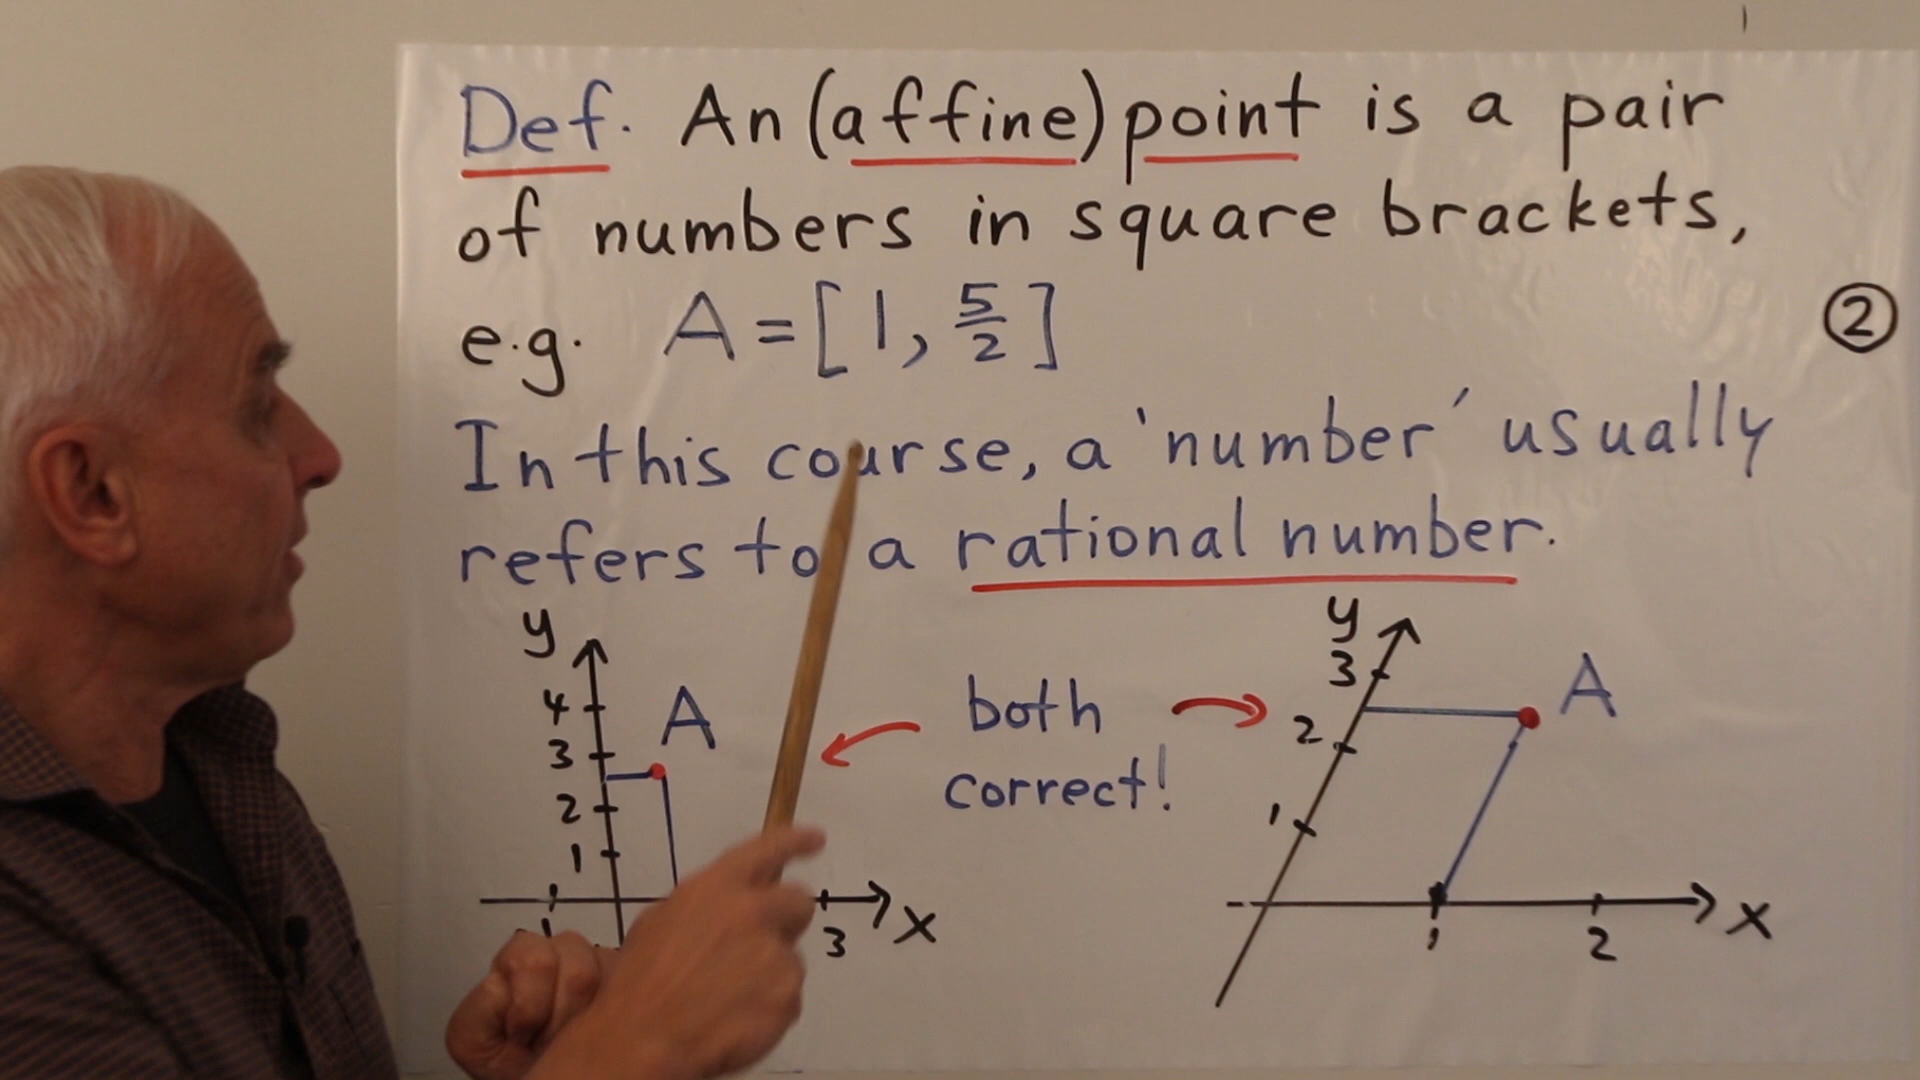 Def. An (affine) point is a pair
of numbers in square brackets,
e.g. A = [1, 5/2]
②
In this course, a 'number' usually
refers to a rational number.
y
4
3
2
1
-1
3
x
A
both
correct!
y
3
2
1
1
2
x
A